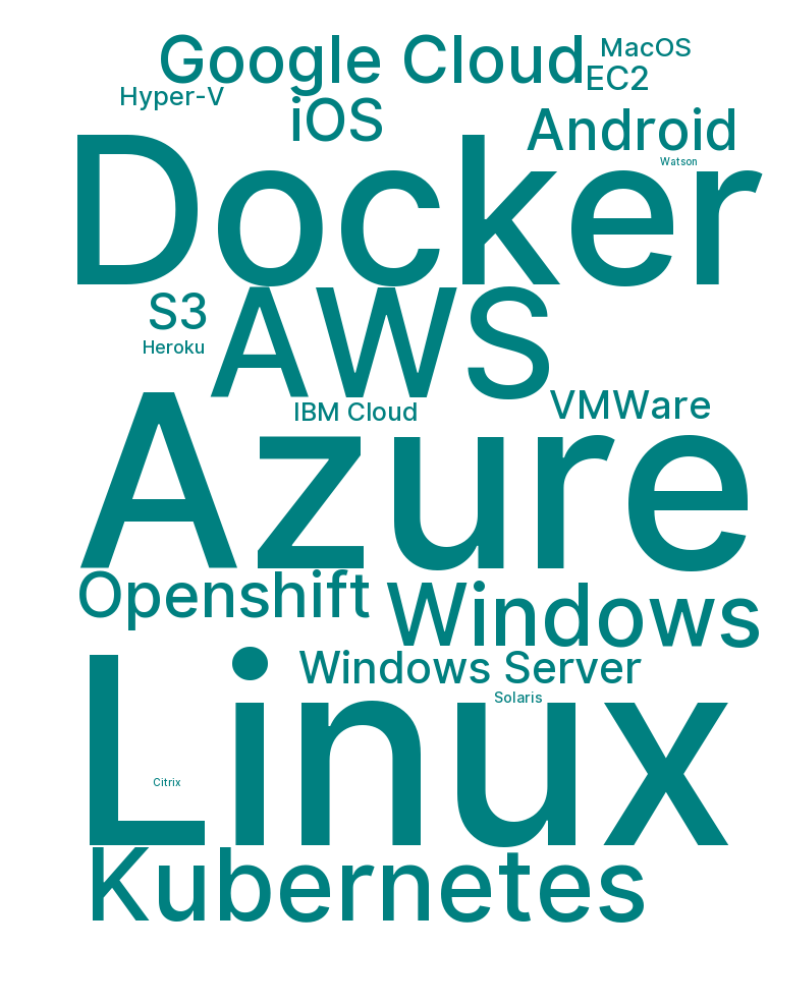 Google Cloud
MacOS
EC2
Hyper-V
iOS
Android
Watson
Docker
S3
AWS
Heroku
IBM Cloud
VMWare
Azure
Openshift
Windows
Windows Server
Solaris
Linux
Citrix
Kubernetes